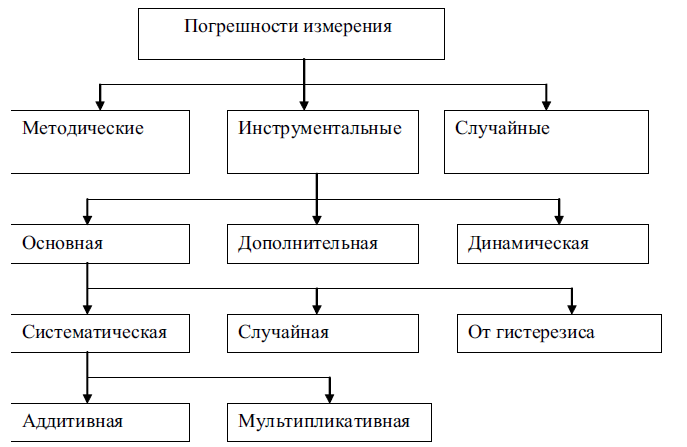 Погрешности измерения
Методические
Инструментальные
Случайные
Основная
Дополнительная
Динамическая
Систематическая
Случайная
От гистерезиса
Аддитивная
Мультипликативная